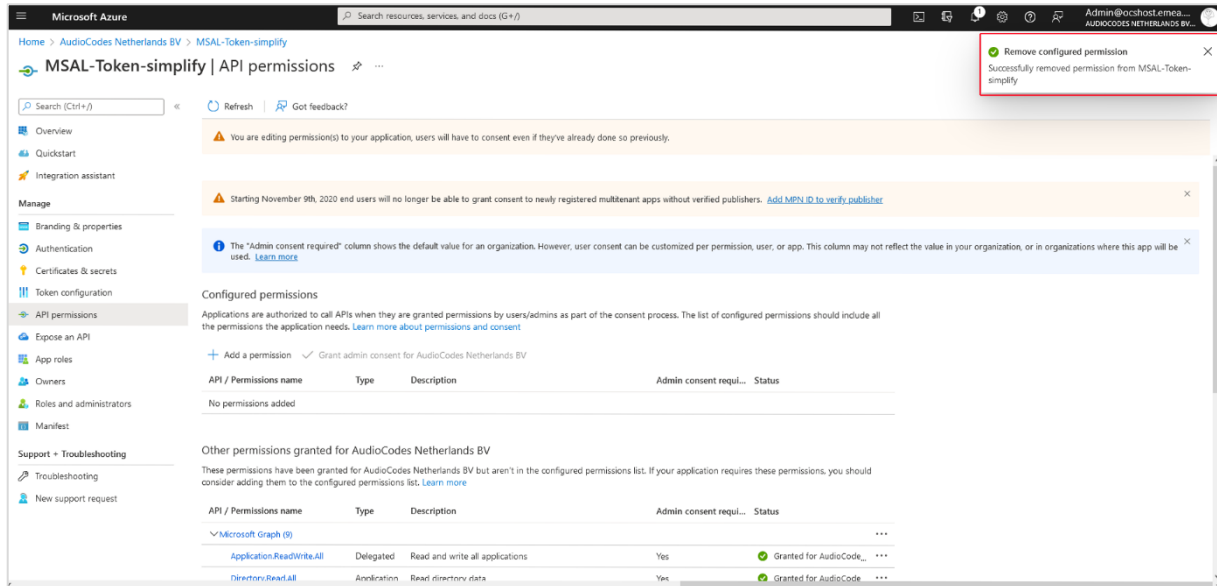 Microsoft Azure
Search resources, services, and docs (G+/)
1
Admin@ocshost.emea....
AUDIOCODES NETHERLANDS BV...
Home > AudioCodes Netherlands BV > MSAL-Token-simplify
MSAL-Token-simplify | API permissions
Remove configured permission
Successfully removed permission from MSAL-Token-
simplify
Search (Ctrl+/)
Refresh
Got feedback?
Overview
Quickstart
Integration assistant
Manage
Branding & properties
Authentication
Certificates & secrets
Token configuration
API permissions
Expose an API
App roles
Owners
Roles and administrators
Manifest
Support + Troubleshooting
Troubleshooting
New support request
You are editing permission(s) to your application, users will have to consent even if they've already done so previously.
Starting November 9th, 2020 end users will no longer be able to grant consent to newly registered multitenant apps without verified publishers. Add MPN ID to verify publisher
The "Admin consent required" column shows the default value for an organization. However, user consent can be customized per permission, user, or app. This column may not reflect the value in your organization, or in organizations where this app will be
used. Learn more
Configured permissions
Applications are authorized to call APIs when they are granted permissions by users/admins as part of the consent process. The list of configured permissions should include all
the permissions the application needs. Learn more about permissions and consent
Add a permission Grant admin consent for AudioCodes Netherlands BV
API / Permissions name Type Description Admin consent requi... Status
No permissions added
Other permissions granted for AudioCodes Netherlands BV
These permissions have been granted for AudioCodes Netherlands BV but aren't in the configured permissions list. If your application requires these permissions, you should
consider adding them to the configured permissions list. Learn more
API / Permissions name Type Description Admin consent requi... Status
Microsoft Graph (9)
Application.ReadWrite.All Delegated Read and write all applications Yes Granted for AudioCode...
Directory.Read.All Application Read directory data Yes Granted for AudioCode